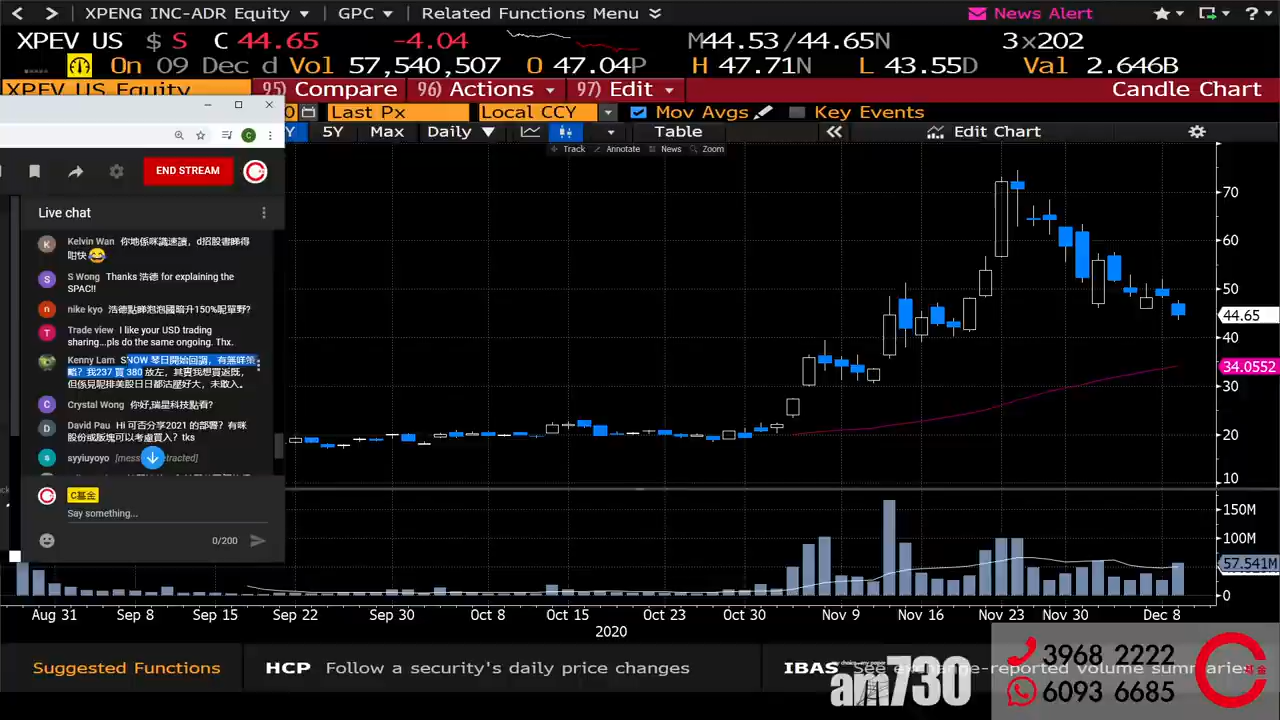 XPENG INC-ADR Equity
GPC
Related Functions Menu
News Alert
XPEV US $ S C 44.65 -4.04 M44.53/44.65N 3×202
On 09 Dec d Vol 57,540,507 O 47.04P H 47.71N L 43.55D Val 2.646B
XPEV US Equity
95) Compare
96) Actions
97) Edit
Candle Chart
Last Px
Local CCY
Mov Avgs
Key Events
5Y
Max
Daily
Table
Edit Chart
Track
Annotate
News
Zoom
END STREAM
Live chat
Kelvin Wan 你地係咪識速讀，d招股書睇得
咁快
S Wong Thanks 浩德 for explaining the
SPAC!!
nike kyo 浩德點睇泡泡國暗升150%呢單野?
Trade view I like your USD trading
sharing...pls do the same ongoing. Thx.
Kenny Lam SNOW 琴日開始回調，有無咩策
略? 我237 買 380 放左，其實我想買返既，
但係見呢排美股日日都沽壓好大，未敢入。
Crystal Wong 你好,瑞星科技點看?
David Pau Hi 可否分享2021 的部署? 有咪
股份或版塊可以考慮買入? tks
syyiuyoyo
C基金
Say something...
0/200
70
60
50
44.65
40
34.0552
30
20
10
150M
100M
57.541M
0
Aug 31
Sep 8
Sep 15
Sep 22
Sep 30
Oct 8
Oct 15
Oct 23
Oct 30
Nov 9
Nov 16
Nov 23
Nov 30
Dec 8
2020
Suggested Functions
HCP Follow a security's daily price changes
IBAS See exchange-reported volume summaries
am730
3968 2222
6093 6685